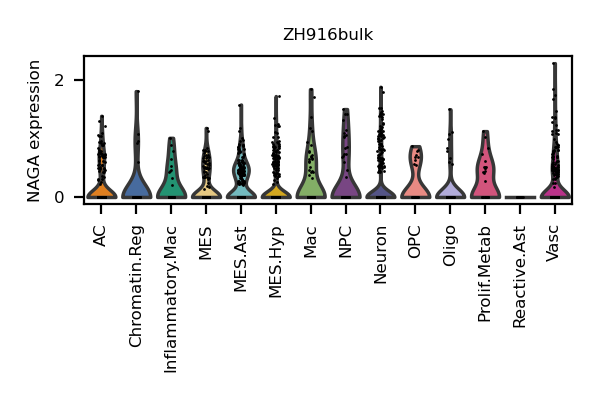 ZH916bulk
NAGA expression
2
0
AC
Chromatin.Reg
Inflammatory.Mac
MES
MES.Ast
MES.Hyp
Mac
NPC
Neuron
OPC
Oligo
Prolif.Metab
Reactive.Ast
Vasc